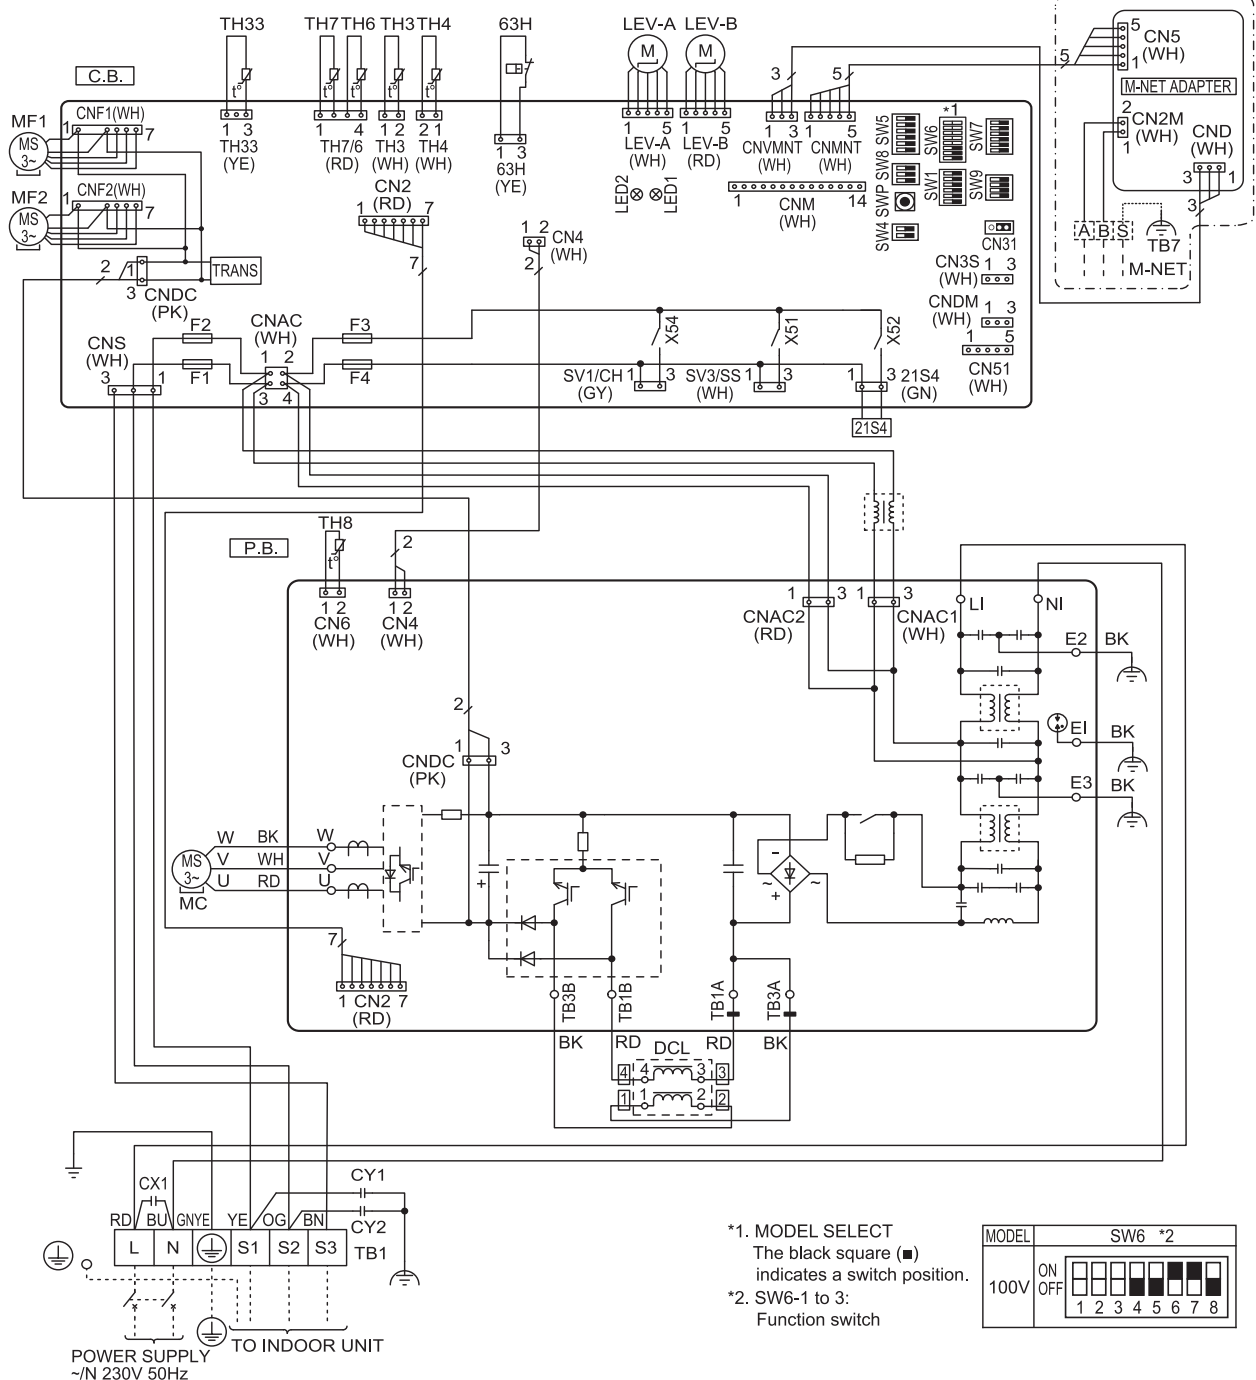 TH33 TH7 TH6 TH3 TH4 63H LEV-A LEV-B
M M
t° t° t° t° t°
3 5 5
5 CN5
(WH)
1
M-NET ADAPTER
2
CN2M
(WH)
1
CND
(WH)
3 1
3
A B S
TB7
M-NET
C.B.
MF1
MS
3~
1 CNF1(WH) 7
MF2
MS
3~
1 CNF2(WH) 7
1 3
TH33
(YE)
1 4
TH7/6
(RD)
1 2
TH3
(WH)
2 1
TH4
(WH)
1 3
63H
(YE)
1 5
LEV-A
(WH)
1 5
LEV-B
(RD)
1 3
CNVMNT
(WH)
1 5
CNMNT
(WH)
*1
SW5 SW6 SW7
SW8 SW1 SW9
SWP
SW4
LED2 LED1
1 14
CNM
(WH)
CN2
(RD)
1 7
7
1 2 CN4
(WH)
2
CN31
CN3S 1 3
(WH)
CNDM 1 3
(WH)
1 5
CN51
(WH)
2 1
3 CNDC
(PK)
TRANS
CNS
(WH)
3 1
F2
F1
CNAC
(WH)
1 2
3 4
F3
F4
X54 X51 X52
SV1/CH 1 3
(GY)
SV3/SS 1 3
(WH)
1 3 21S4
(GN)
21S4
P.B.
TH8
t°
1 2
CN6
(WH)
2
1 2
CN4
(WH)
1 3
CNAC2
(RD)
1 3
CNAC1
(WH)
LI NI
E2 BK
EI BK
E3 BK
2
1 3
CNDC
(PK)
MS
3~
MC
W BK W
V WH V
U RD U
+
- ~ ~ +
7
1 CN2 7
(RD)
TB3B TB1B TB1A TB3A
BK RD DCL RD BK
4 4 3 3
1 1 2 2
CX1
CY1
CY2
RD BU GNYE YE OG BN
L N S1 S2 S3 TB1
TO INDOOR UNIT
POWER SUPPLY
~/N 230V 50Hz
*1. MODEL SELECT
The black square (■)
indicates a switch position.
*2. SW6-1 to 3:
Function switch
MODEL SW6 *2
100V ON
OFF
1 2 3 4 5 6 7 8